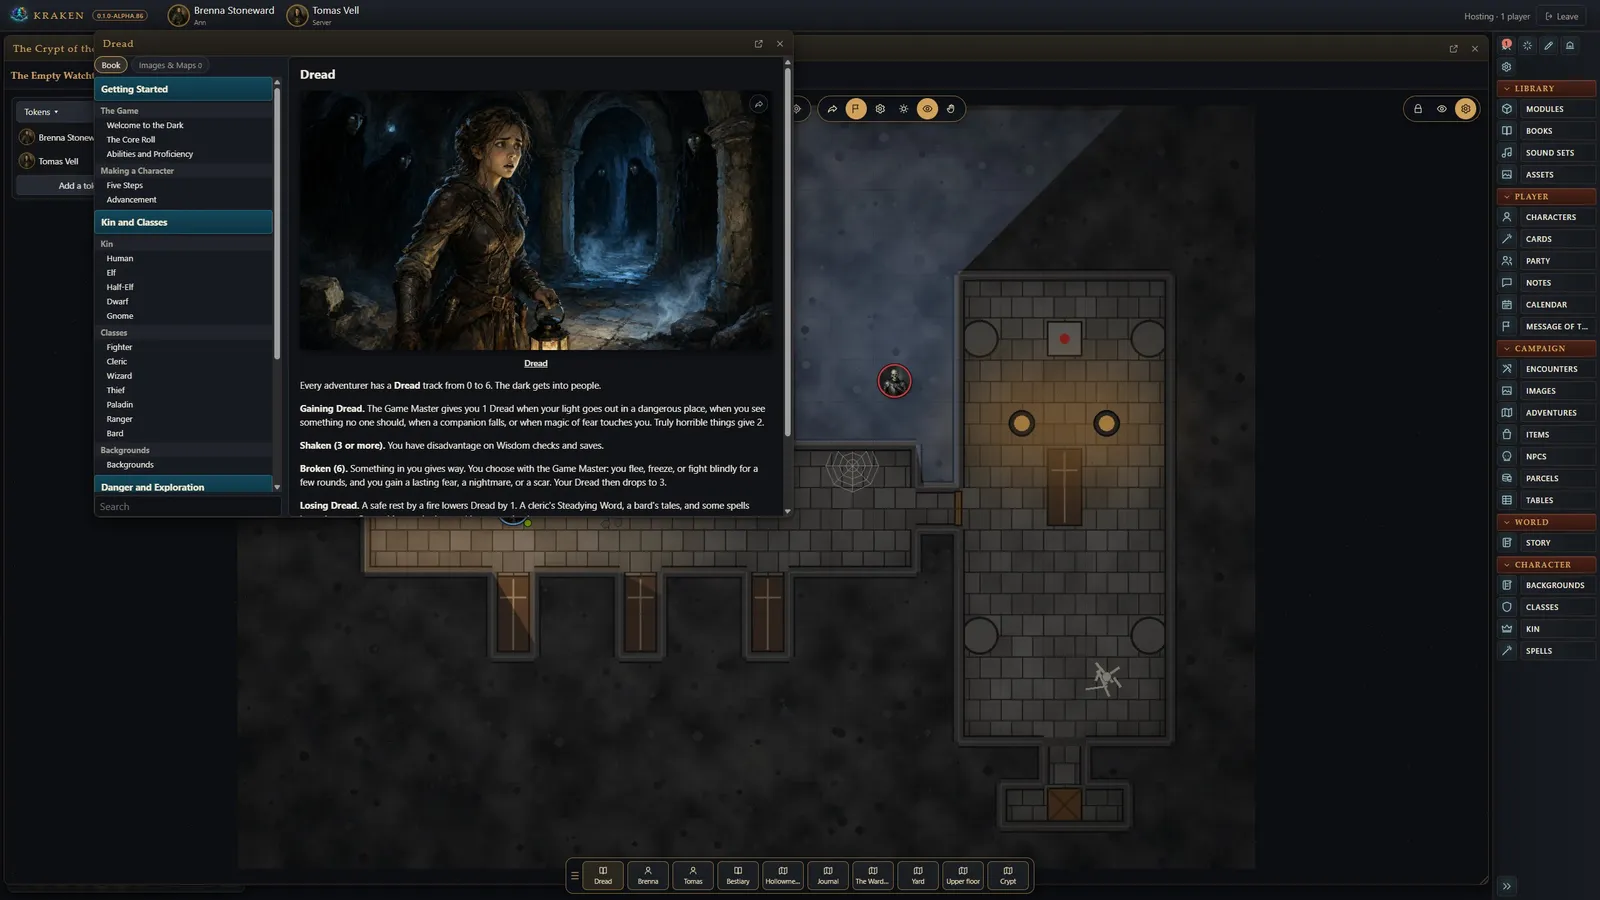 KRAKEN
0.1.0-ALPHA.86
Brenna Stoneward
Ann
Tomas Vell
Server
Hosting · 1 player
Leave
The Crypt of the
The Empty Watcht
Tokens
Brenna Stonew
Tomas Vell
Add a tok
Dread
Book
Images & Maps 0
Getting Started
The Game
Welcome to the Dark
The Core Roll
Abilities and Proficiency
Making a Character
Five Steps
Advancement
Kin and Classes
Kin
Human
Elf
Half-Elf
Dwarf
Gnome
Classes
Fighter
Cleric
Wizard
Thief
Paladin
Ranger
Bard
Backgrounds
Backgrounds
Danger and Exploration
Search
Dread
Dread
Every adventurer has a Dread track from 0 to 6. The dark gets into people.
Gaining Dread. The Game Master gives you 1 Dread when your light goes out in a dangerous place, when you see
something no one should, when a companion falls, or when magic of fear touches you. Truly horrible things give 2.
Shaken (3 or more). You have disadvantage on Wisdom checks and saves.
Broken (6). Something in you gives way. You choose with the Game Master: you flee, freeze, or fight blindly for a
few rounds, and you gain a lasting fear, a nightmare, or a scar. Your Dread then drops to 3.
Losing Dread. A safe rest by a fire lowers Dread by 1. A cleric's Steadying Word, a bard's tales, and some spells
1
LIBRARY
MODULES
BOOKS
SOUND SETS
ASSETS
PLAYER
CHARACTERS
CARDS
PARTY
NOTES
CALENDAR
MESSAGE OF T...
CAMPAIGN
ENCOUNTERS
IMAGES
ADVENTURES
ITEMS
NPCS
PARCELS
TABLES
WORLD
STORY
CHARACTER
BACKGROUNDS
CLASSES
KIN
SPELLS
Dread
Brenna
Tomas
Bestiary
Hollowme...
Journal
The Ward...
Yard
Upper floor
Crypt